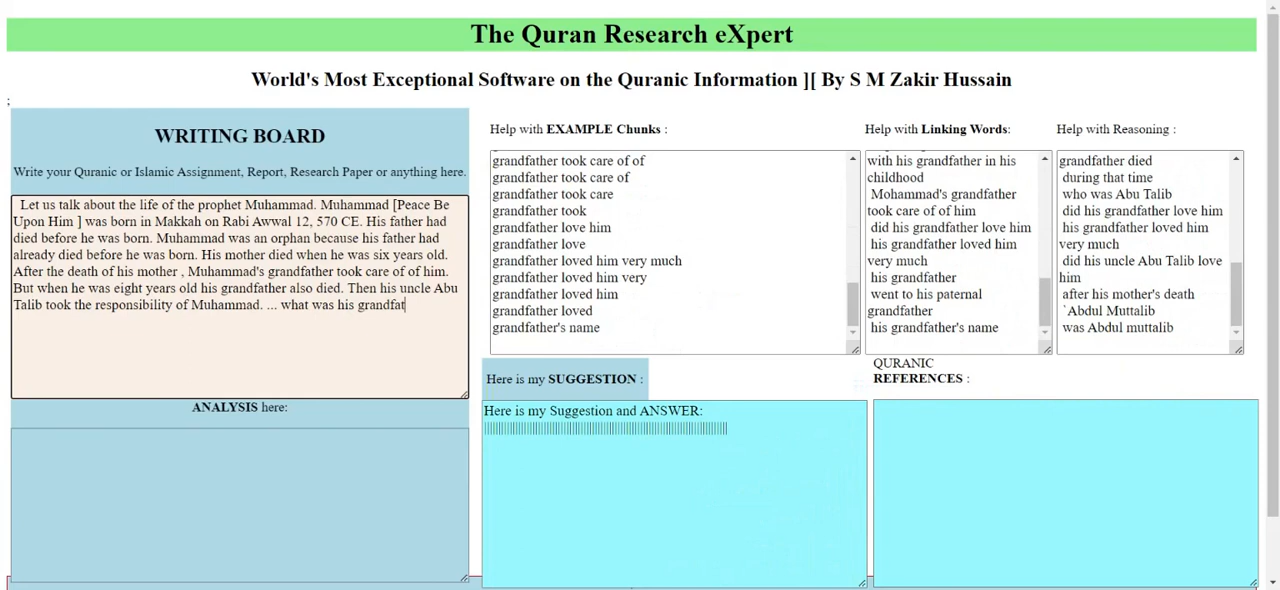 The Quran Research eXpert
World's Most Exceptional Software on the Quranic Information ][ By S M Zakir Hussain
;
WRITING BOARD
Write your Quranic or Islamic Assignment, Report, Research Paper or anything here.
Let us talk about the life of the prophet Muhammad. Muhammad [Peace Be
Upon Him ] was born in Makkah on Rabi Awwal 12, 570 CE. His father had
died before he was born. Muhammad was an orphan because his father had
already died before he was born. His mother died when he was six years old.
After the death of his mother , Muhammad's grandfather took care of of him.
But when he was eight years old his grandfather also died. Then his uncle Abu
Talib took the responsibility of Muhammad. ... what was his grandfat
ANALYSIS here:
Help with EXAMPLE Chunks :
grandfather took care of of
grandfather took care of
grandfather took care
grandfather took
grandfather love him
grandfather love
grandfather loved him very much
grandfather loved him very
grandfather loved him
grandfather loved
grandfather's name
Help with Linking Words:
with his grandfather in his
childhood
Mohammad's grandfather
took care of of him
did his grandfather love him
his grandfather loved him
very much
his grandfather
went to his paternal
grandfather
his grandfather's name
Help with Reasoning :
grandfather died
during that time
who was Abu Talib
did his grandfather love him
his grandfather loved him
very much
did his uncle Abu Talib love
him
after his mother's death
`Abdul Muttalib
was Abdul muttalib
Here is my SUGGESTION :
Here is my Suggestion and ANSWER:
QURANIC
REFERENCES :